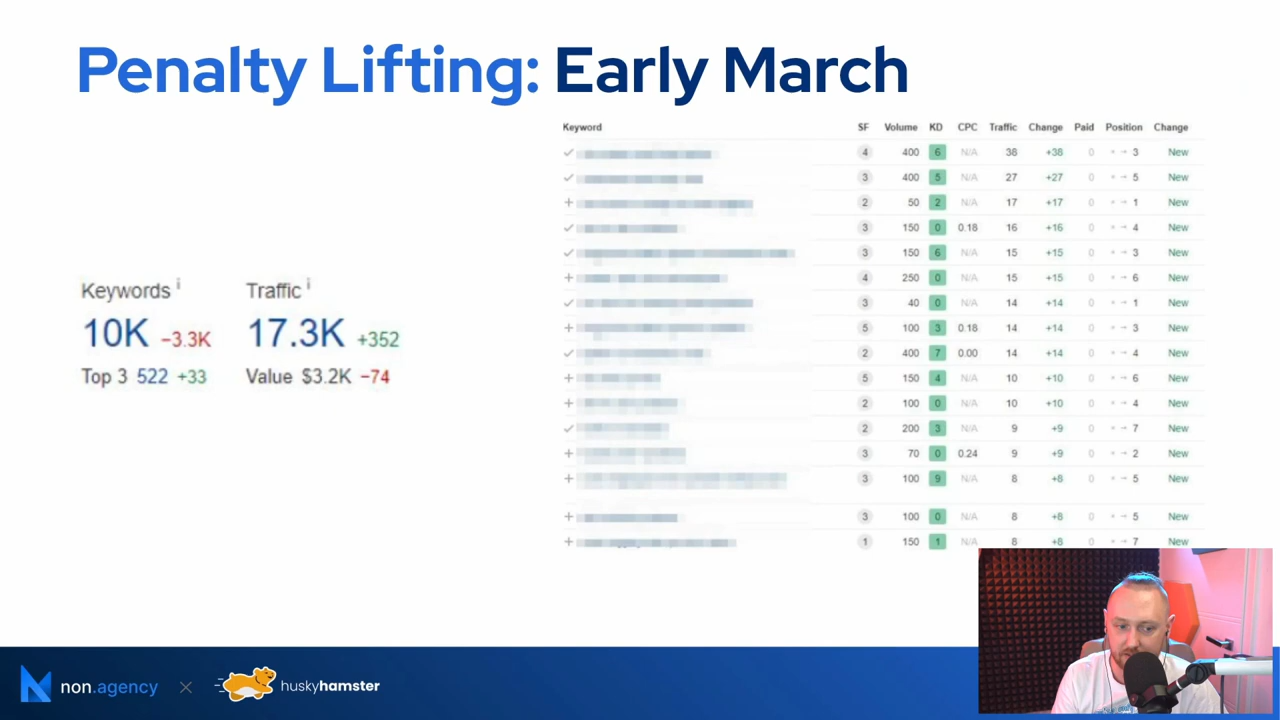 Penalty Lifting: Early March
Keywords i Traffic i
10K -3.3K 17.3K +352
Top 3 522 +33 Value $3.2K -74
Keyword SF Volume KD CPC Traffic Change Paid Position Change
4 400 6 N/A 38 +38 0 → 3 New
3 400 5 N/A 27 +27 0 → 5 New
2 50 2 N/A 17 +17 0 → 1 New
3 150 0 0.18 16 +16 0 → 4 New
3 150 6 N/A 15 +15 0 → 3 New
4 250 0 N/A 15 +15 0 → 6 New
3 40 0 N/A 14 +14 0 → 1 New
5 100 3 0.18 14 +14 0 → 3 New
2 400 7 0.00 14 +14 0 → 4 New
5 150 4 N/A 10 +10 0 → 6 New
2 100 0 N/A 10 +10 0 → 4 New
2 200 3 N/A 9 +9 0 → 7 New
3 70 0 0.24 9 +9 0 → 2 New
3 100 9 N/A 8 +8 0 → 5 New
3 100 0 N/A 8 +8 0 → 5 New
1 150 1 N/A 8 +8 0 → 7 New
non.agency × huskyhamster